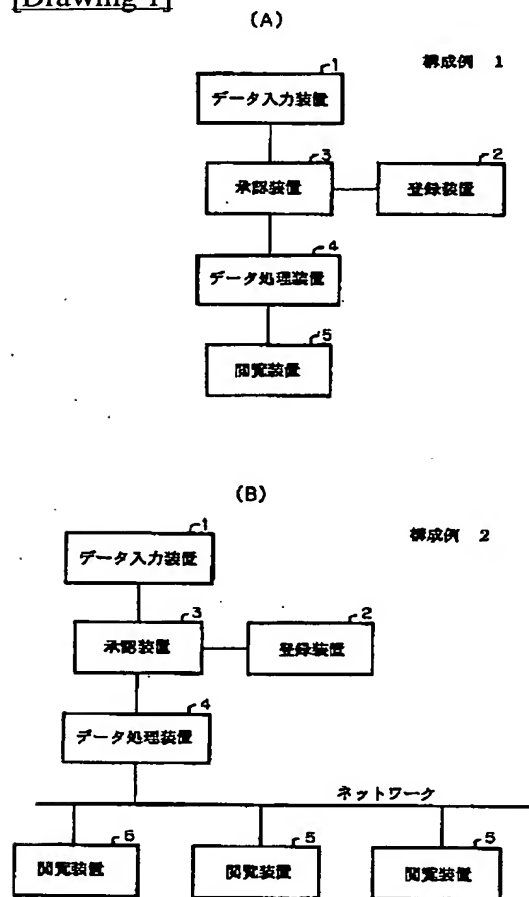 [Drawing 1]
(A)
構成例 1
1
データ入力装置
3
承認装置
2
登録装置
4
データ処理装置
5
閲覧装置
(B)
構成例 2
1
データ入力装置
3
承認装置
2
登録装置
4
データ処理装置
ネットワーク
5
閲覧装置
5
閲覧装置
5
閲覧装置